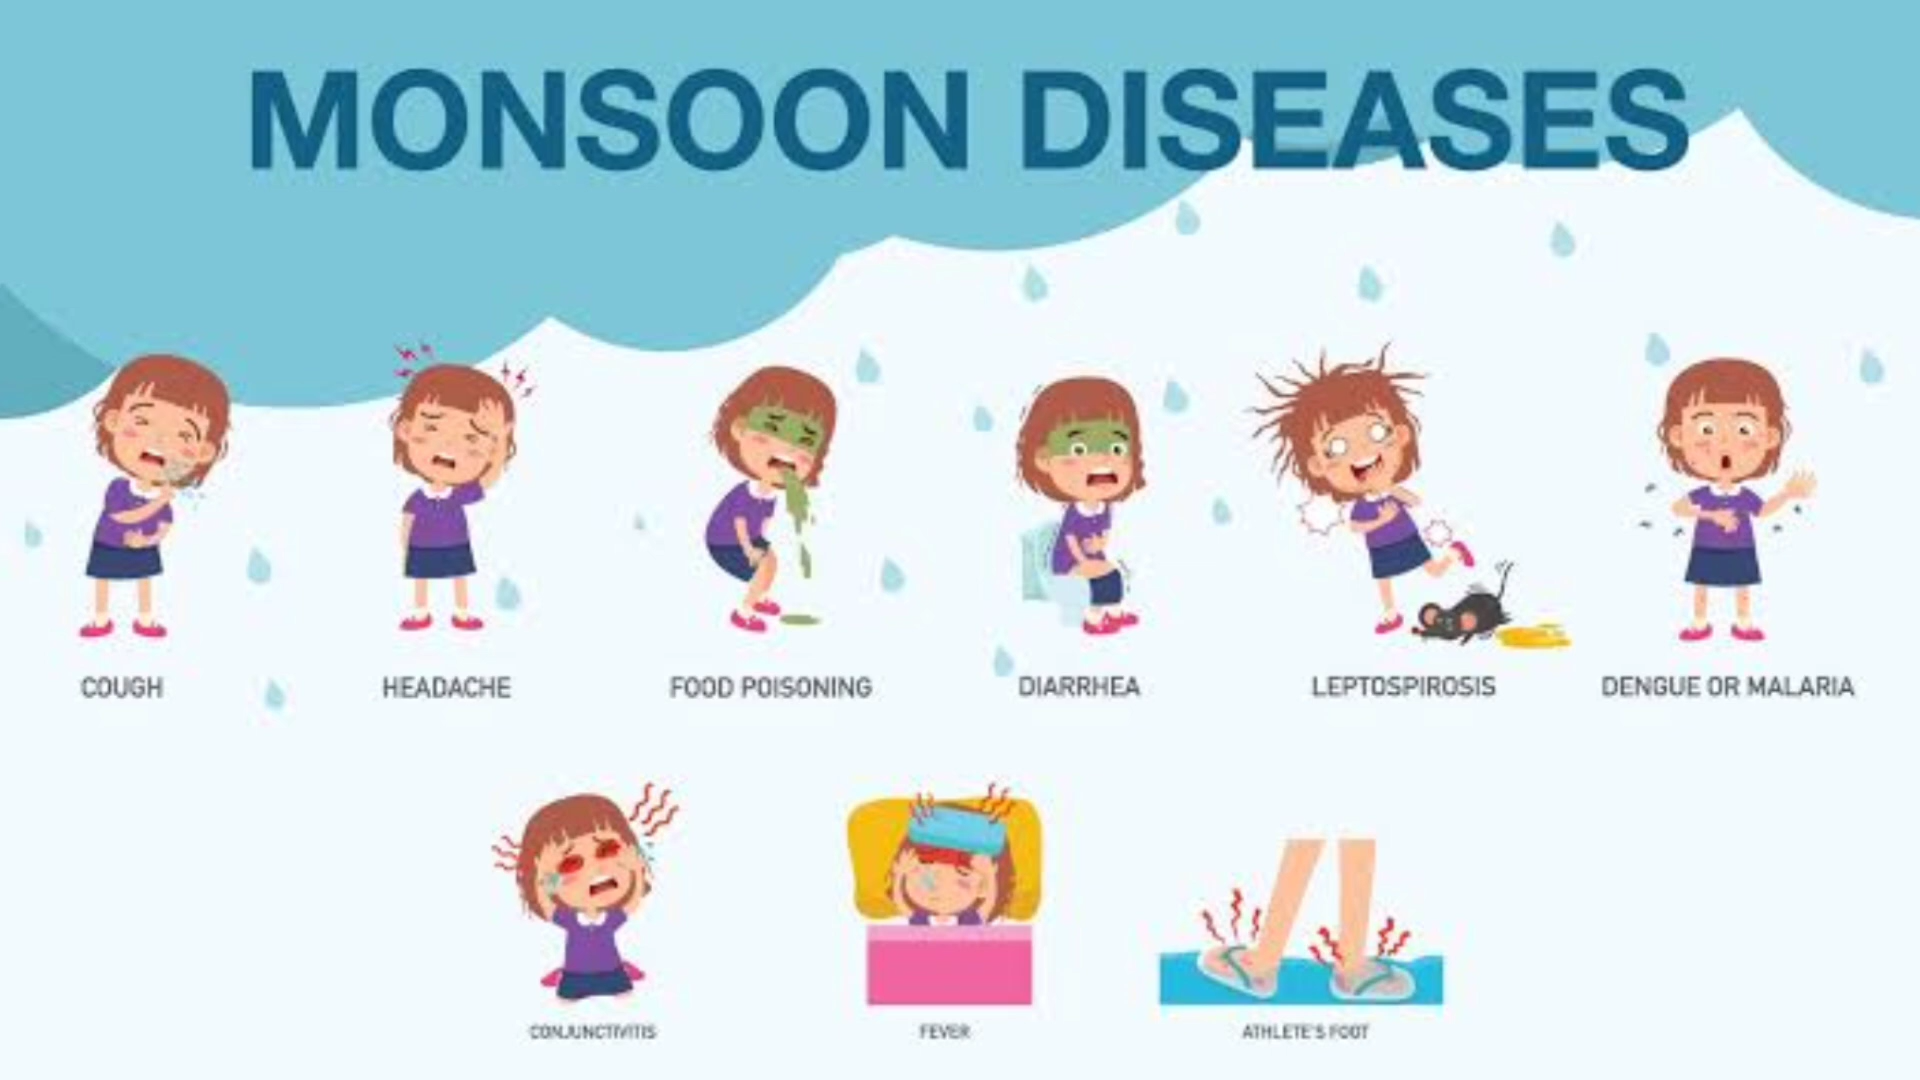 MONSOON DISEASES
COUGH
HEADACHE
FOOD POISONING
DIARRHEA
LEPTOSPIROSIS
DENGUE OR MALARIA
CONJUNCTIVITIS
FEVER
ATHLETE'S FOOT